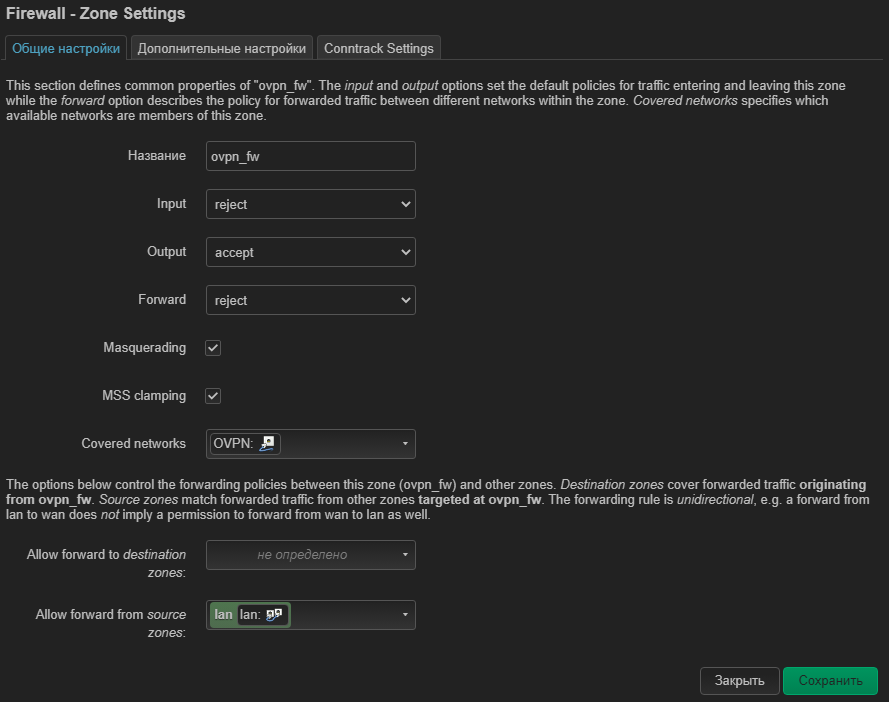 Firewall - Zone Settings
Общие настройки
Дополнительные настройки
Conntrack Settings
This section defines common properties of "ovpn_fw". The input and output options set the default policies for traffic entering and leaving this zone
while the forward option describes the policy for forwarded traffic between different networks within the zone. Covered networks specifies which
available networks are members of this zone.
Название
ovpn_fw
Input
reject
Output
accept
Forward
reject
Masquerading
MSS clamping
Covered networks
OVPN:
The options below control the forwarding policies between this zone (ovpn_fw) and other zones. Destination zones cover forwarded traffic originating
from ovpn_fw. Source zones match forwarded traffic from other zones targeted at ovpn_fw. The forwarding rule is unidirectional, e.g. a forward from
lan to wan does not imply a permission to forward from wan to lan as well.
Allow forward to destination
zones:
не определено
Allow forward from source
zones:
lan lan:
Закрыть
Сохранить